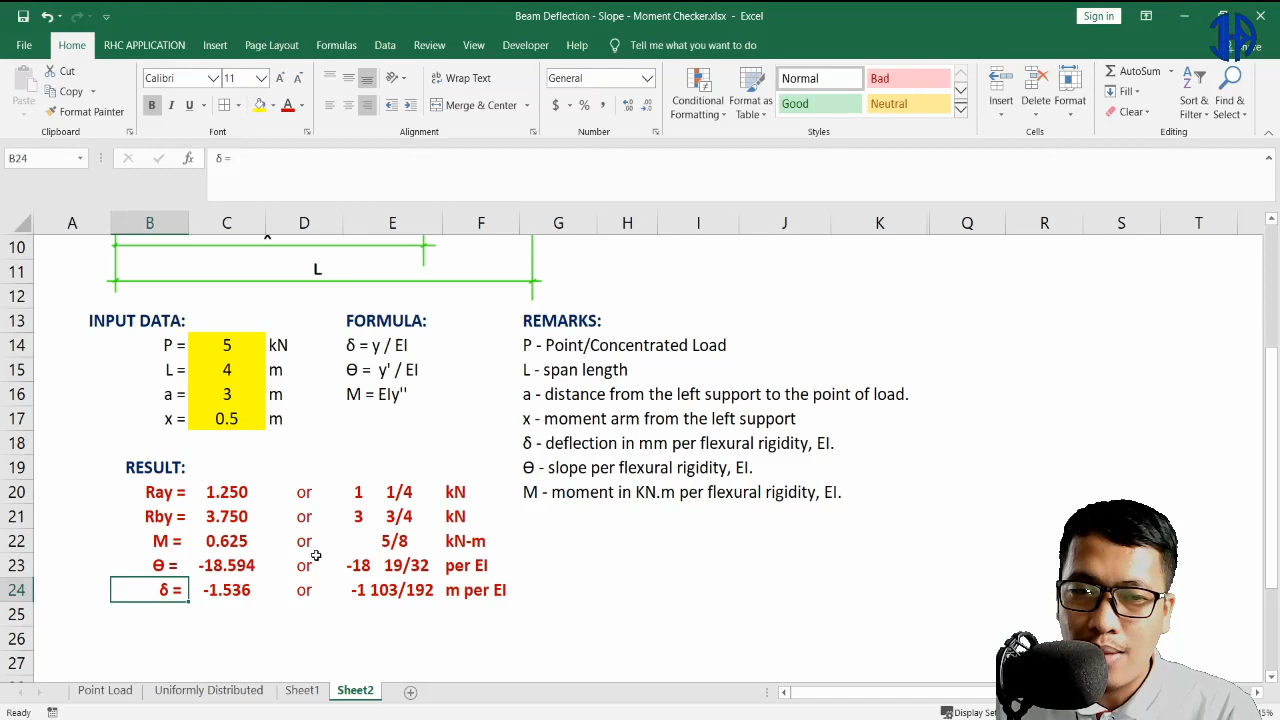 Beam Deflection - Slope - Moment Checker.xlsx - Excel
Sign in
File Home RHC APPLICATION Insert Page Layout Formulas Data Review View Developer Help Tell me what you want to do Share
Paste Cut Copy Format Painter
Calibri 11
B I U
Wrap Text
Merge & Center
General
$ % ,
Conditional Formatting
Format as Table
Normal Bad
Good Neutral
Insert Delete Format
AutoSum
Fill
Clear
Sort & Filter
Find & Select
Clipboard Font Alignment Number Styles Cells Editing
B24 fx δ =
A B C D E F G H I J K Q R S T
10 x
11 L
12
13 INPUT DATA: FORMULA: REMARKS:
14 P = 5 kN δ = y / EI P - Point/Concentrated Load
15 L = 4 m ɵ = y' / EI L - span length
16 a = 3 m M = EIy'' a - distance from the left support to the point of load.
17 x = 0.5 m x - moment arm from the left support
18 δ - deflection in mm per flexural rigidity, EI.
19 RESULT: ɵ - slope per flexural rigidity, EI.
20 Ray = 1.250 or 1 1/4 kN M - moment in KN.m per flexural rigidity, EI.
21 Rby = 3.750 or 3 3/4 kN
22 M = 0.625 or 5/8 kN-m
23 ɵ = -18.594 or -18 19/32 per EI
24 δ = -1.536 or -1 103/192 m per EI
25
26
27
Point Load Uniformly Distributed Sheet1 Sheet2
Ready Display